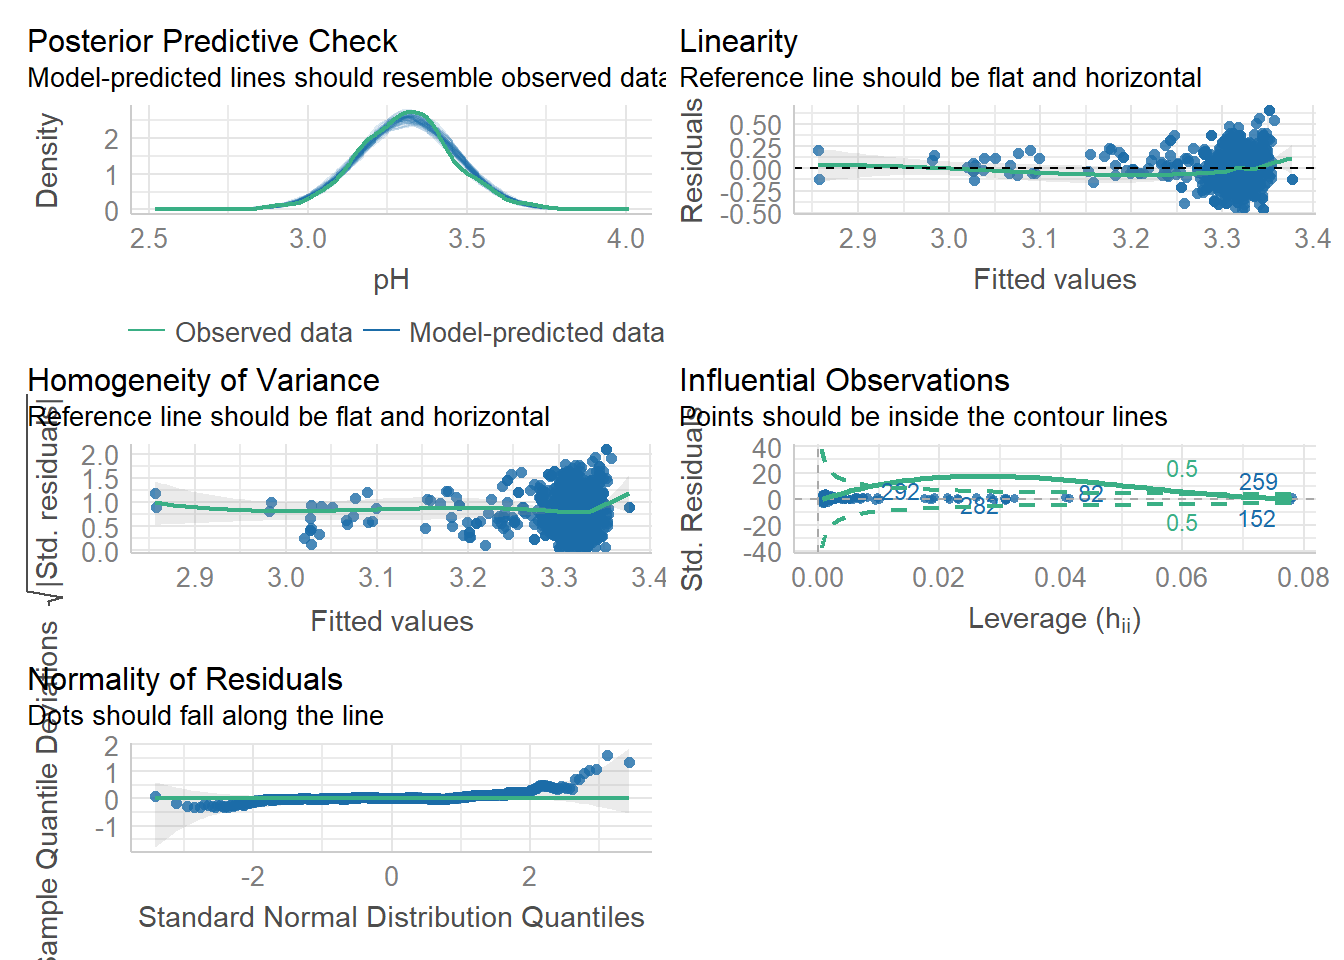 Posterior Predictive Check
Model-predicted lines should resemble observed data
Density
2
1
0
2.5 3.0 3.5 4.0
pH
Observed data Model-predicted data
Linearity
Reference line should be flat and horizontal
Residuals
0.50
0.25
0.00
-0.25
-0.50
2.9 3.0 3.1 3.2 3.3 3.4
Fitted values
Homogeneity of Variance
Reference line should be flat and horizontal
√|Std. residuals|
2.0
1.5
1.0
0.5
0.0
2.9 3.0 3.1 3.2 3.3 3.4
Fitted values
Influential Observations
Points should be inside the contour lines
Std. Residuals
40
20
0
-20
-40
0.5
259
292
82
282
152
0.5
0.00 0.02 0.04 0.06 0.08
Leverage (hii)
Normality of Residuals
Dots should fall along the line
Sample Quantile Deviations
2
1
0
-1
-2 0 2
Standard Normal Distribution Quantiles